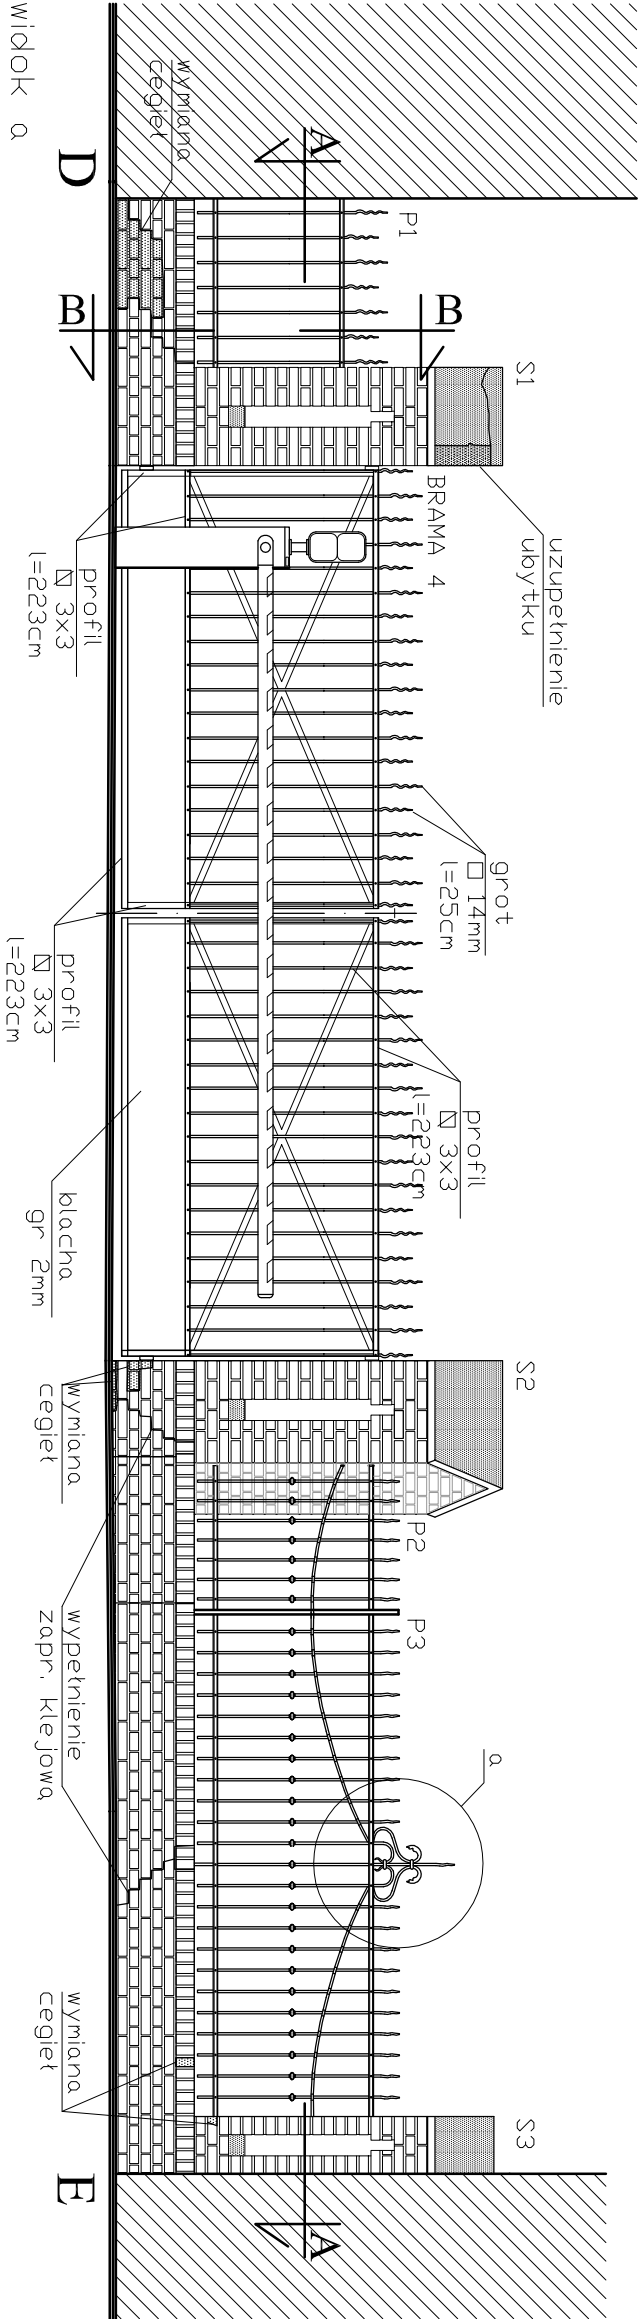 widok a
D
wymiana
cegieł
A
P1
B
B
S1
uzupełnienie
ubytku
BRAMA 4
profil
3x3
l=223cm
grot
14mm
l=25cm
profil
3x3
l=223cm
profil
3x3
l=223cm
blacha
gr 2mm
S2
wymiana
cegieł
P2
P3
wypełnienie
zapr. klejową
a
wymiana
cegieł
S3
E
A